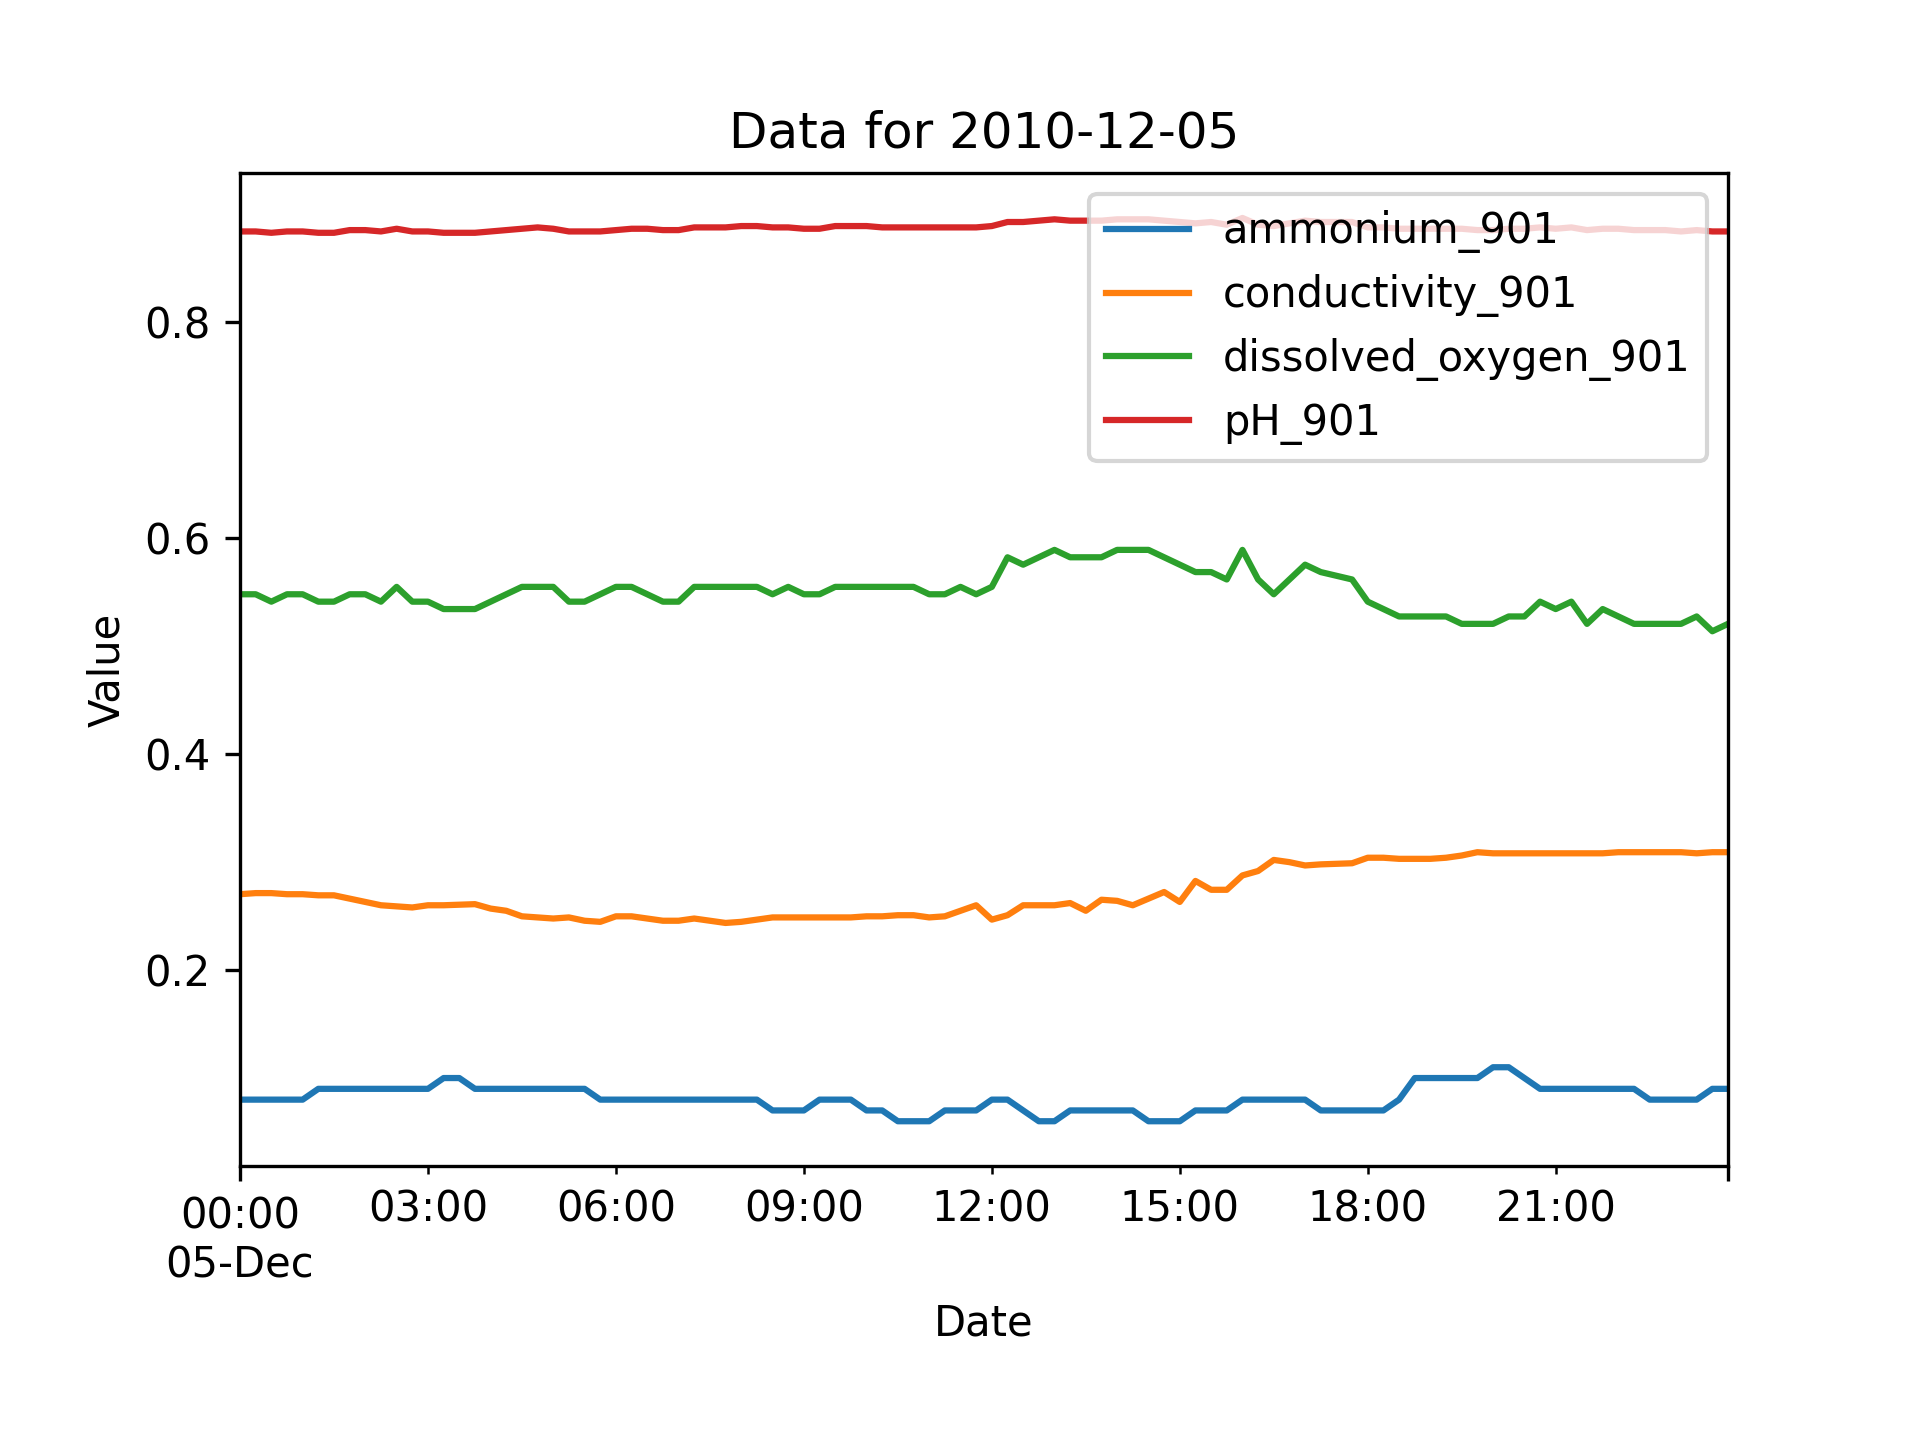 Data for 2010-12-05
ammonium_901
conductivity_901
dissolved_oxygen_901
pH_901
0.8
0.6
0.4
0.2
Value
00:00 03:00 06:00 09:00 12:00 15:00 18:00 21:00
05-Dec
Date